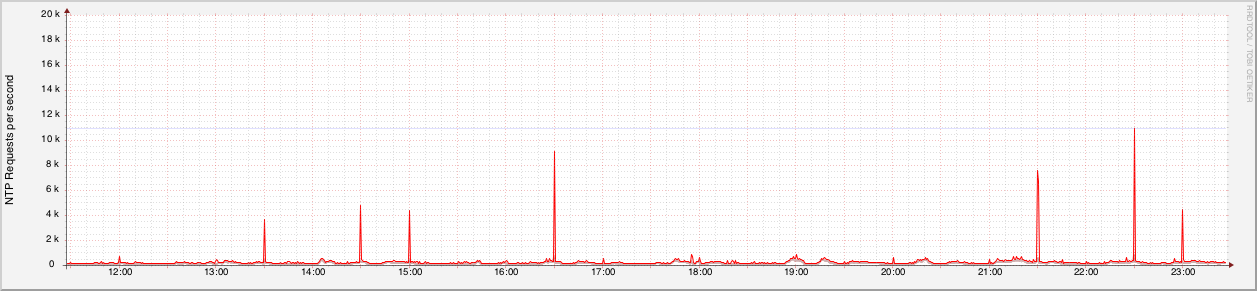 NTP Requests per second
20 k
18 k
16 k
14 k
12 k
10 k
8 k
6 k
4 k
2 k
0
12:00 13:00 14:00 15:00 16:00 17:00 18:00 19:00 20:00 21:00 22:00 23:00
RRDTOOL / TOBI OETIKER